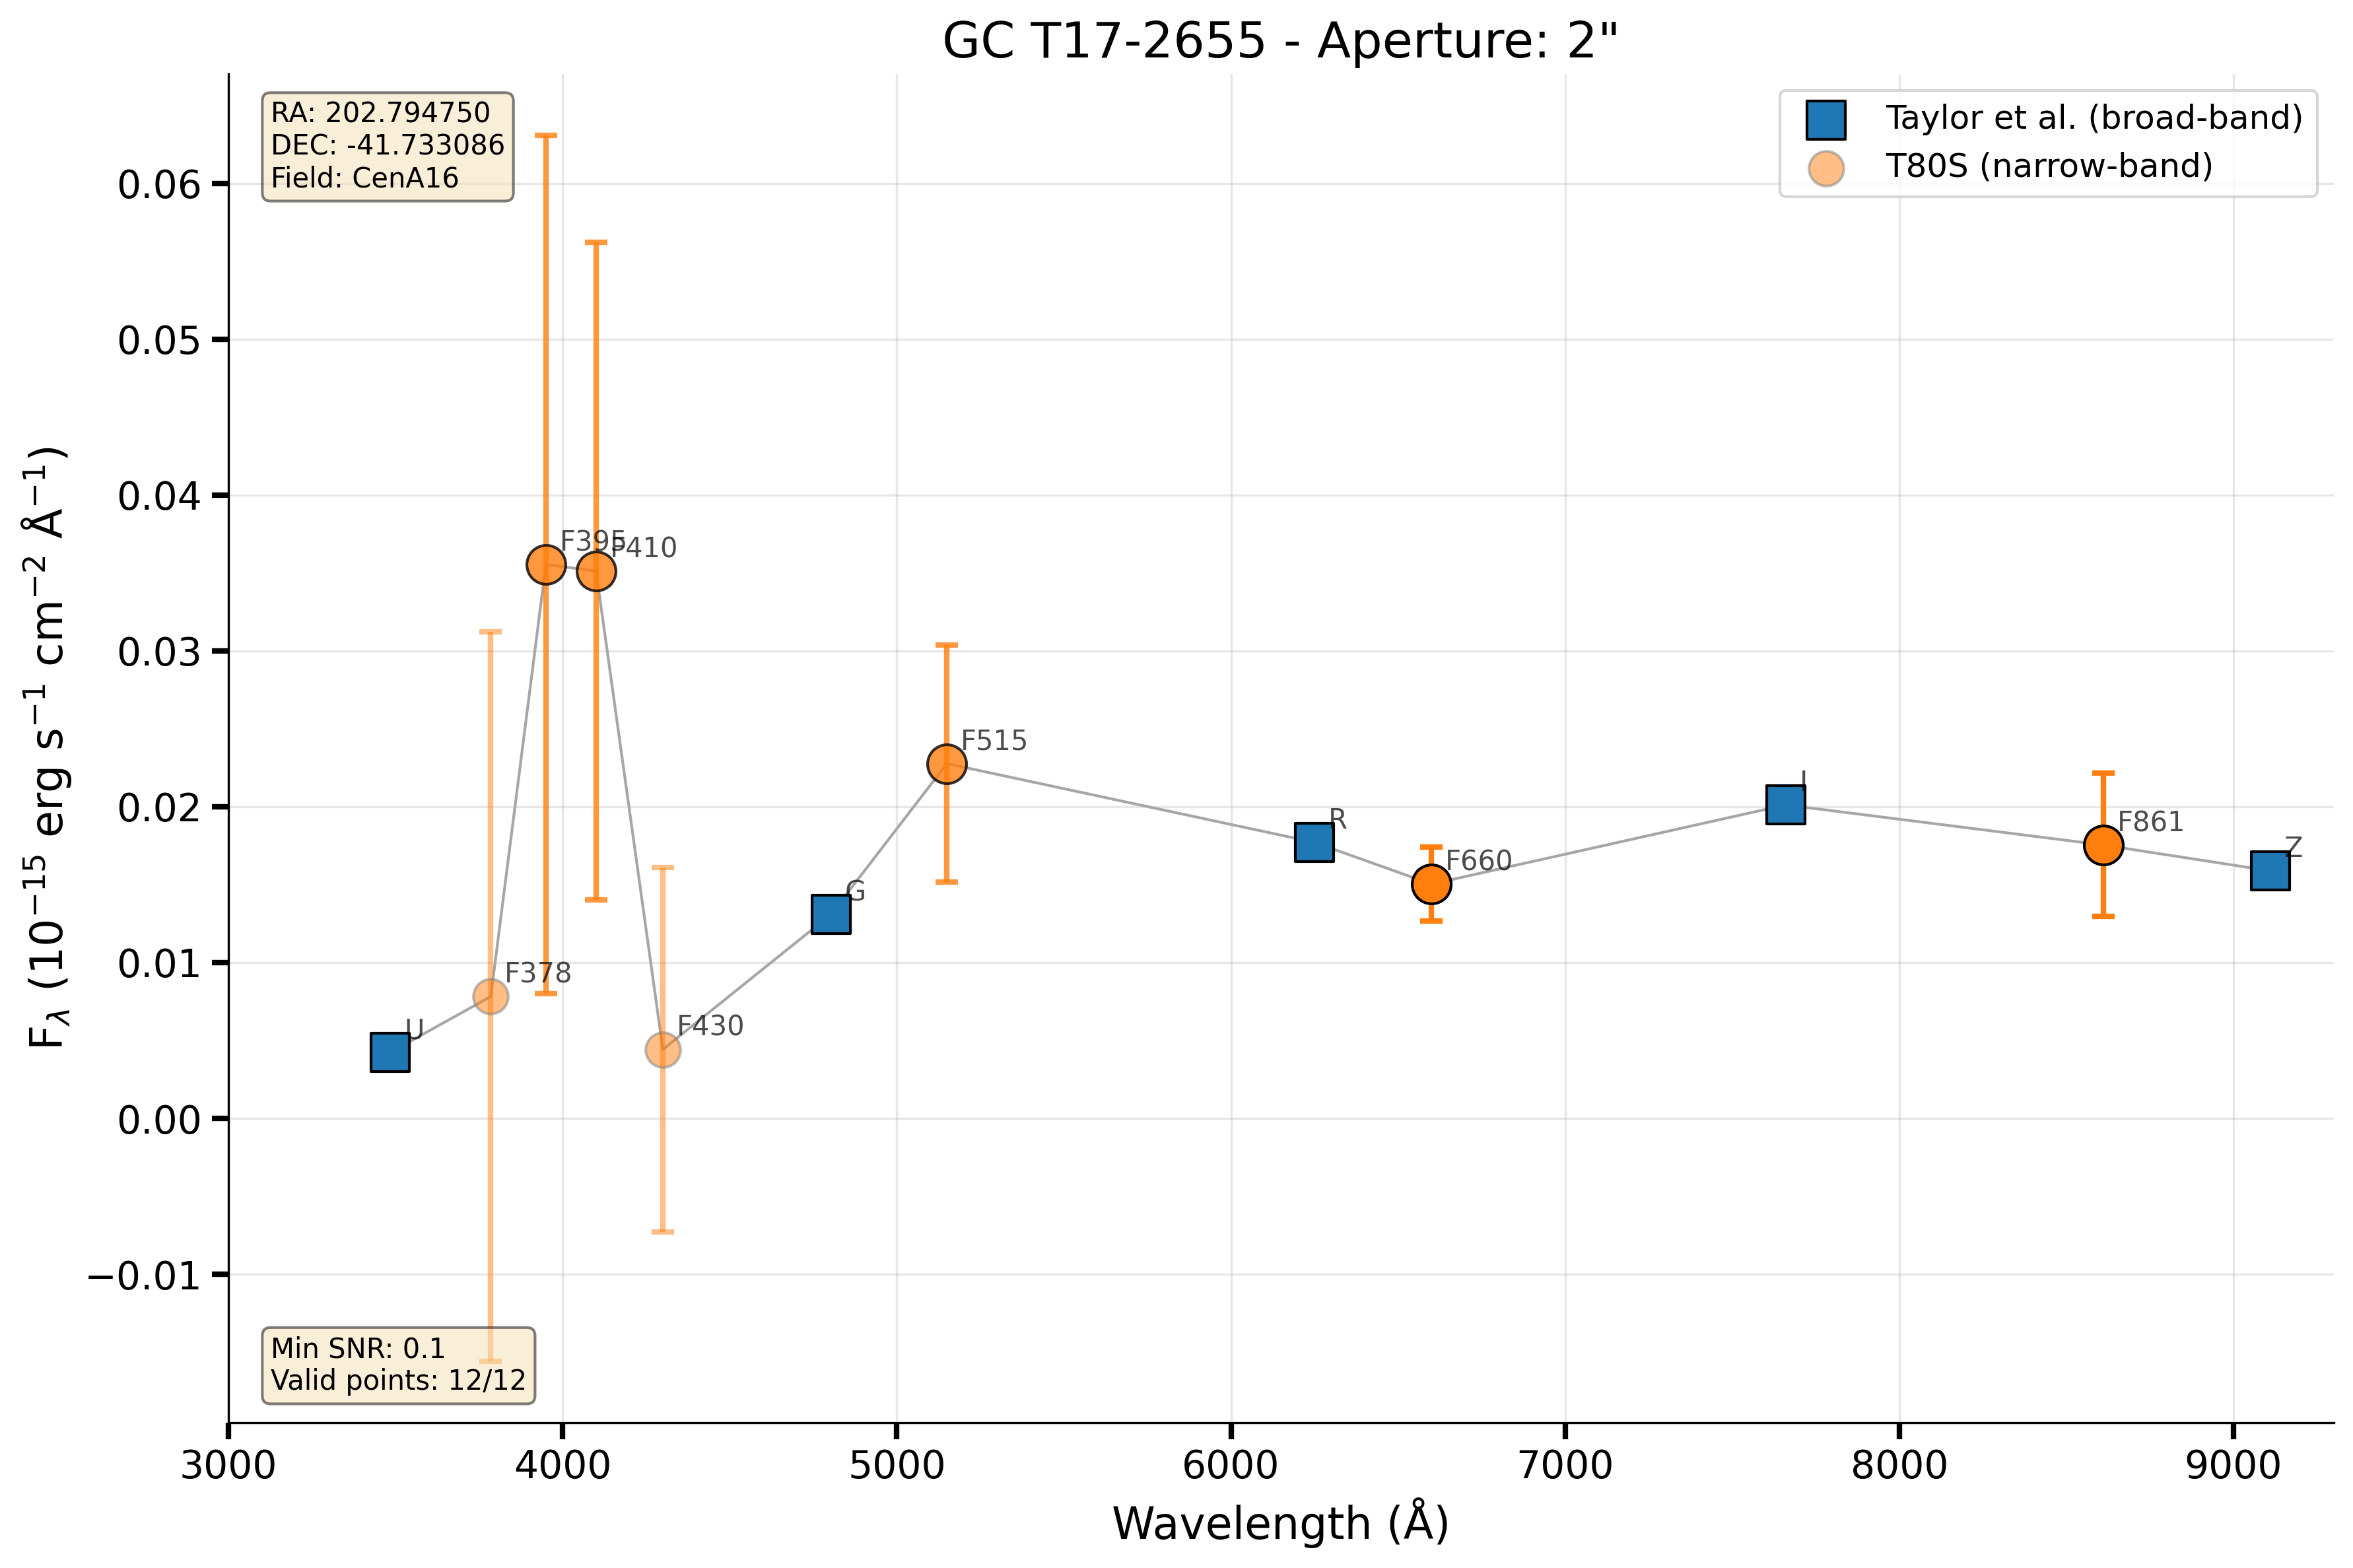 GC T17-2655 - Aperture: 2"
RA: 202.794750
DEC: -41.733086
Field: CenA16
Taylor et al. (broad-band)
T80S (narrow-band)
F_λ (10⁻¹⁵ erg s⁻¹ cm⁻² Å⁻¹)
0.06
0.05
0.04
0.03
0.02
0.01
0.00
−0.01
F395
F410
F515
I
R
F861
F660
Z
G
F378
U
F430
Min SNR: 0.1
Valid points: 12/12
3000 4000 5000 6000 7000 8000 9000
Wavelength (Å)